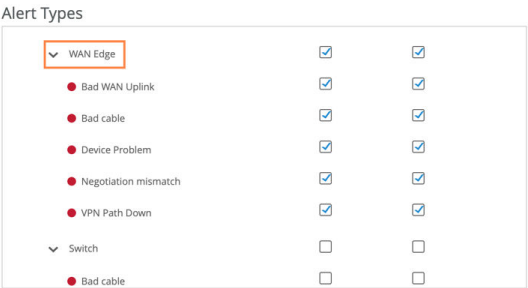 Alert Types
WAN Edge
Bad WAN Uplink
Bad cable
Device Problem
Negotiation mismatch
VPN Path Down
Switch
Bad cable